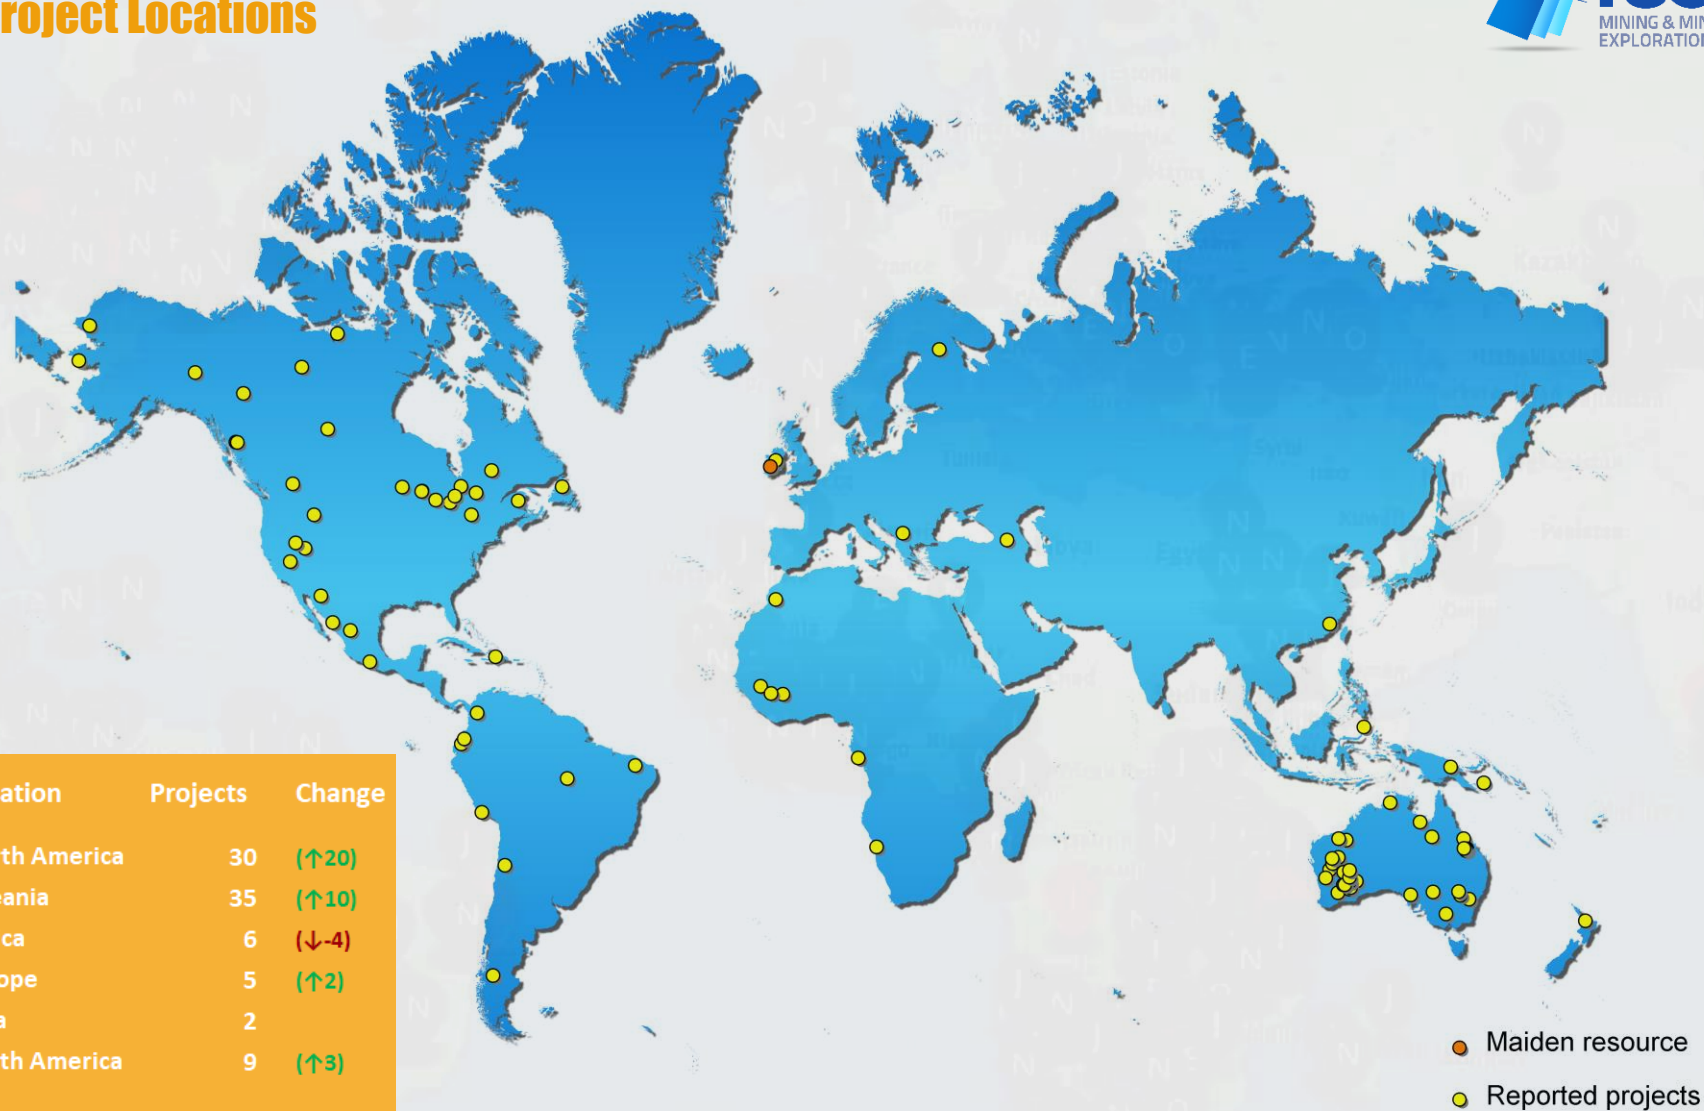 roject Locations
MINING & MIN
EXPLORATION
ation Projects Change
th America 30 (↑20)
eania 35 (↑10)
ca 6 (↓-4)
ope 5 (↑2)
a 2
th America 9 (↑3)
Maiden resource
Reported projects